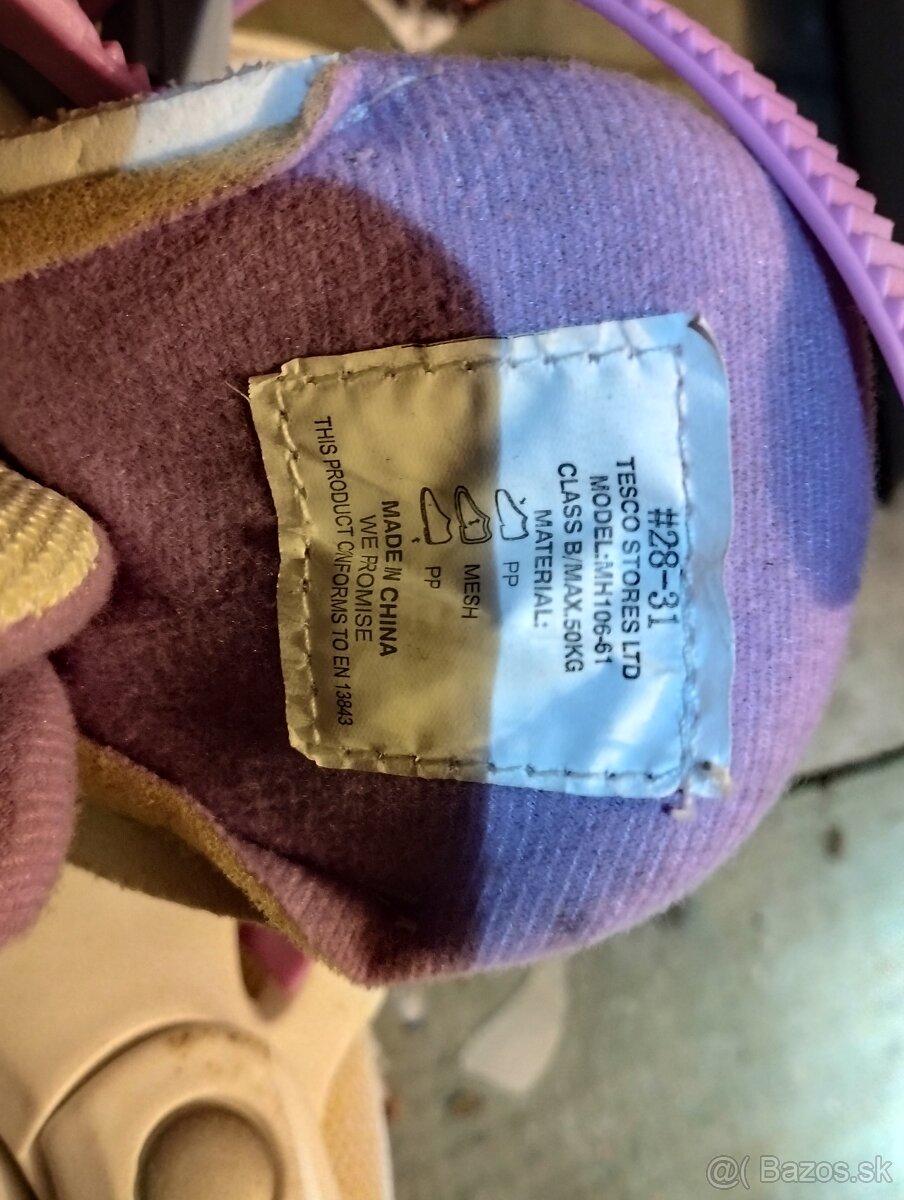 #28-31
TESCO STORES LTD
MODEL:MH106-61
CLASS B/MAX.50KG
MATERIAL:
PP
MESH
PP
MADE IN CHINA
WE PROMISE
THIS PRODUCT C/NFORMS TO EN 13843
@( Bazos.sk